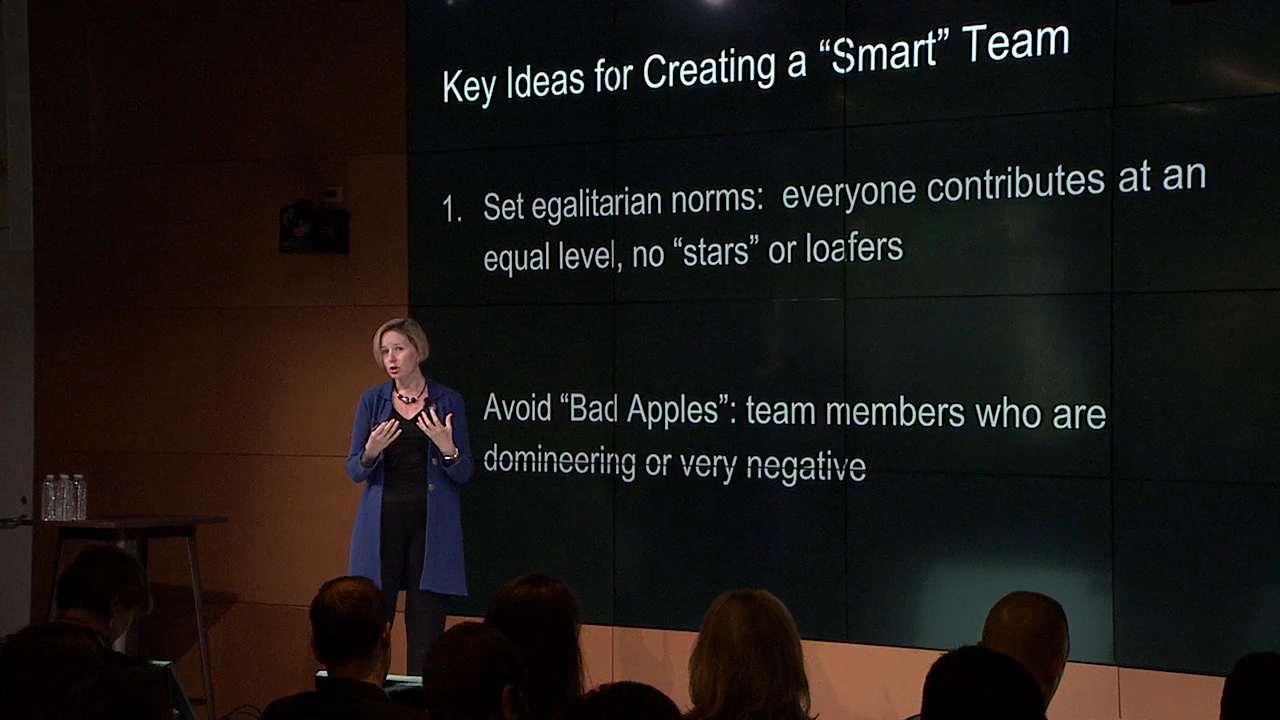 Key Ideas for Creating a “Smart” Team
1. Set egalitarian norms: everyone contributes at an
equal level, no “stars” or loafers
Avoid “Bad Apples”: team members who are
domineering or very negative